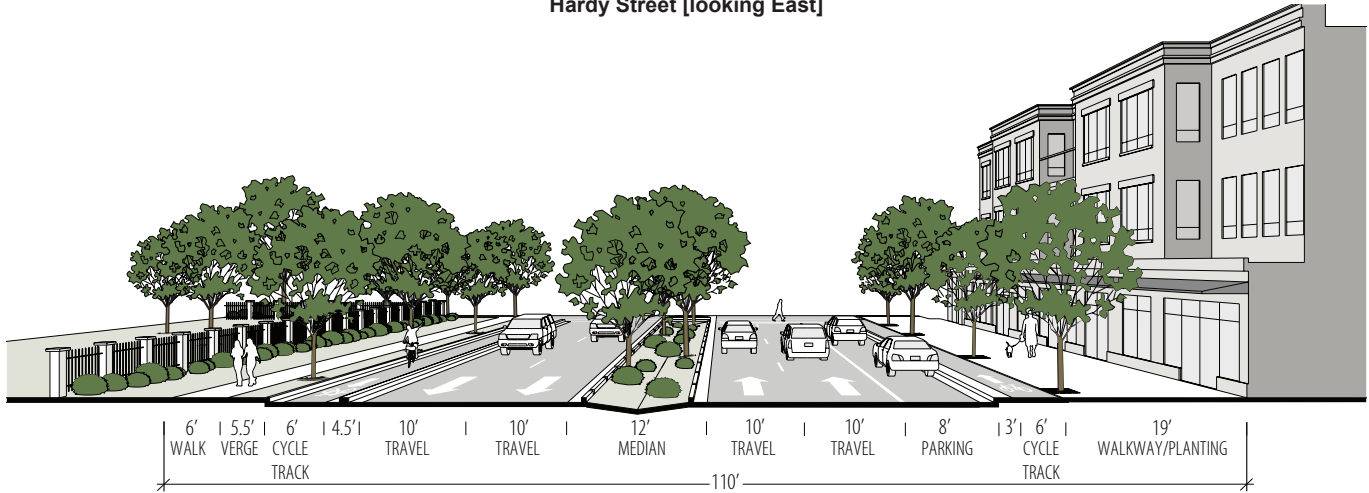 Hardy Street [looking East]
6' 5.5' 6' 4.5' 10' 10' 12' 10' 10' 8' 3' 6' 19'
WALK VERGE CYCLE TRAVEL TRAVEL MEDIAN TRAVEL TRAVEL PARKING CYCLE WALKWAY/PLANTING
TRACK TRACK
110'